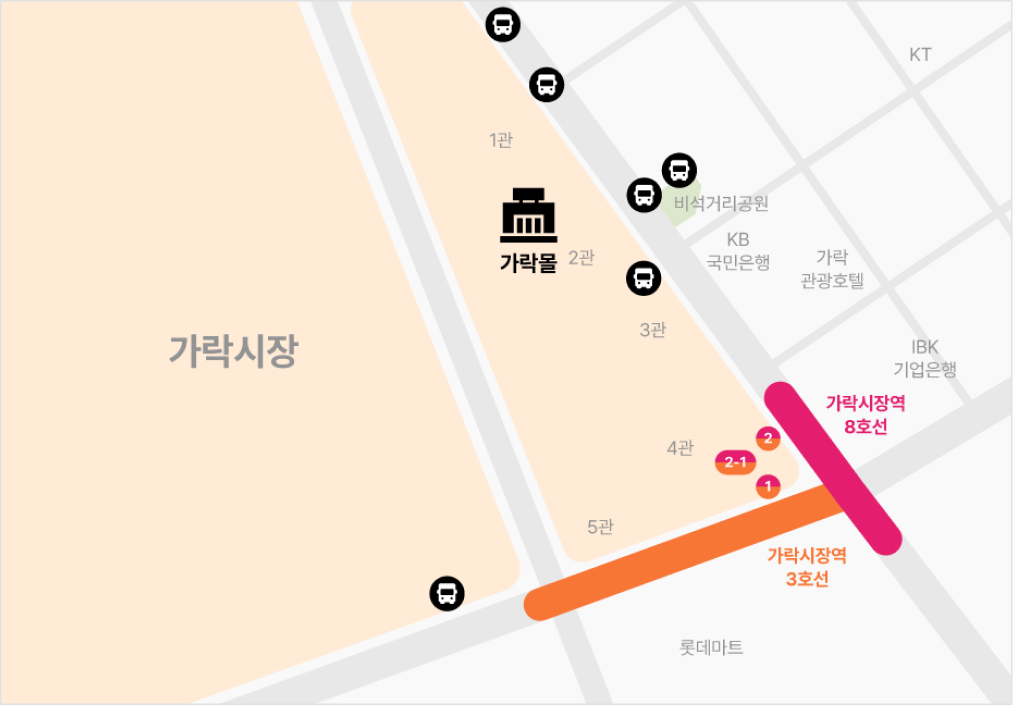 KT
1관
비석거리공원
KB
국민은행
가락
관광호텔
가락몰
2관
3관
가락시장
IBK
기업은행
가락시장역
8호선
2
4관
2-1
1
5관
가락시장역
3호선
롯데마트